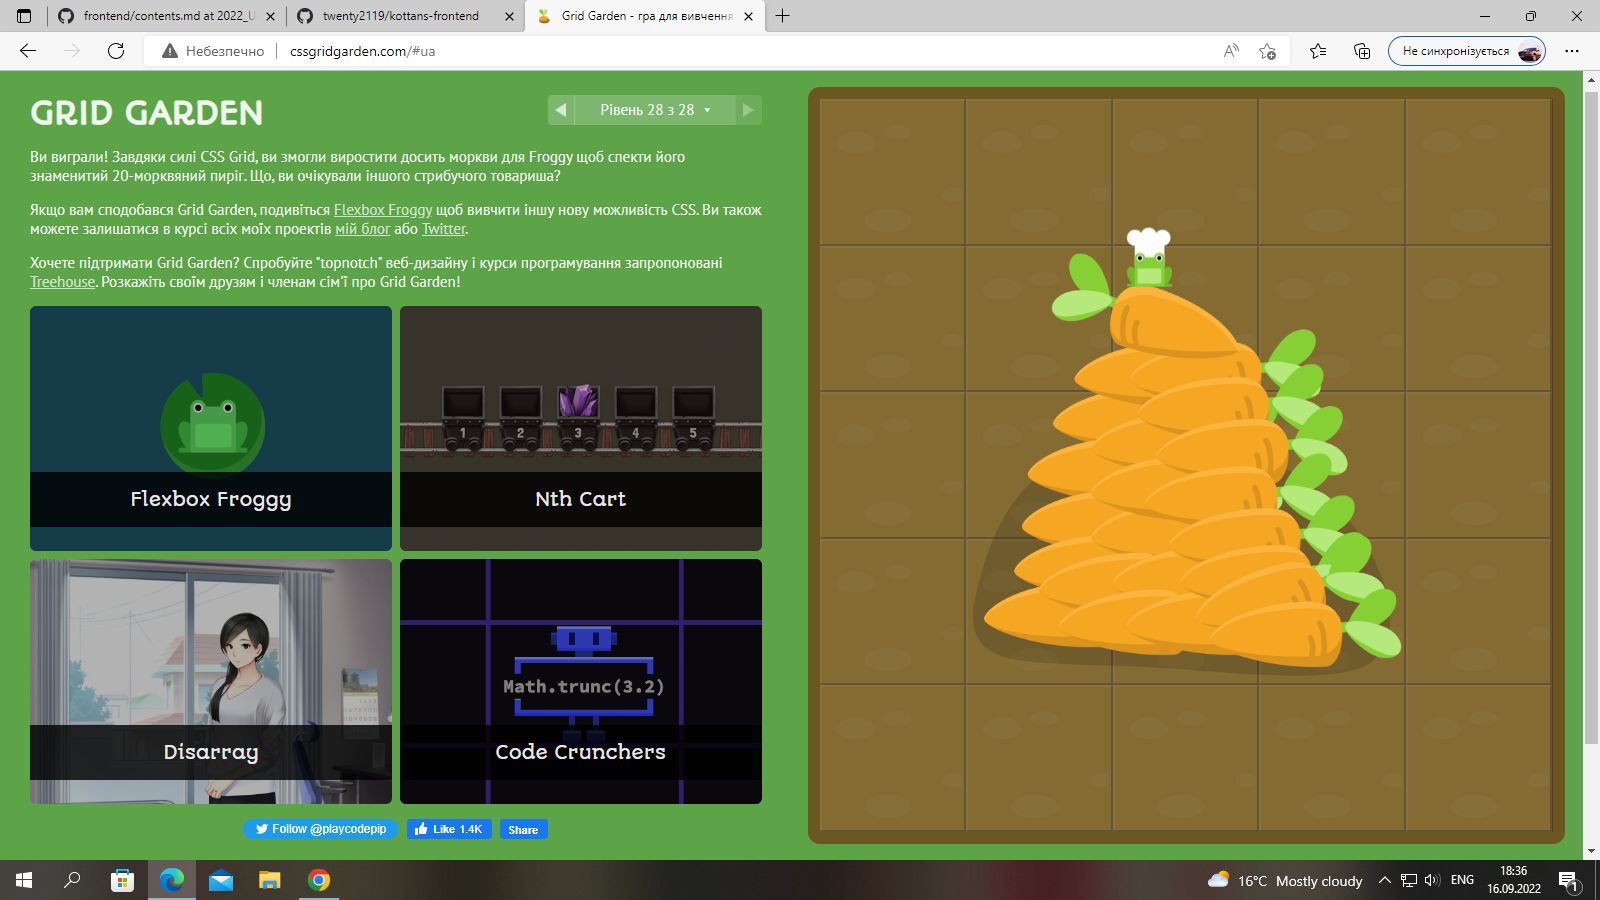 frontend/contents.md at 2022_U
twenty2119/kottans-frontend
Grid Garden - гра для вивчення
Небезпечно
cssgridgarden.com/#ua
Не синхронізується
GRID GARDEN
Рівень 28 з 28
Ви виграли! Завдяки силі CSS Grid, ви змогли виростити досить моркви для Froggy щоб спекти його
знаменитий 20-морквяний пиріг. Що, ви очікували іншого стрибучого товариша?
Якщо вам сподобався Grid Garden, подивіться Flexbox Froggy щоб вивчити іншу нову можливість CSS. Ви також
можете залишатися в курсі всіх моїх проектів мій блог або Twitter.
Хочете підтримати Grid Garden? Спробуйте "topnotch" веб-дизайну і курси програмування запропоновані
Treehouse. Розкажіть своїм друзям і членам сім'ї про Grid Garden!
1 2 3 4 5
Flexbox Froggy
Nth Cart
Math.trunc(3.2)
Disarray
Code Crunchers
Follow @playcodepip
Like 1.4K
Share
16°C Mostly cloudy
ENG
18:36
16.09.2022
1